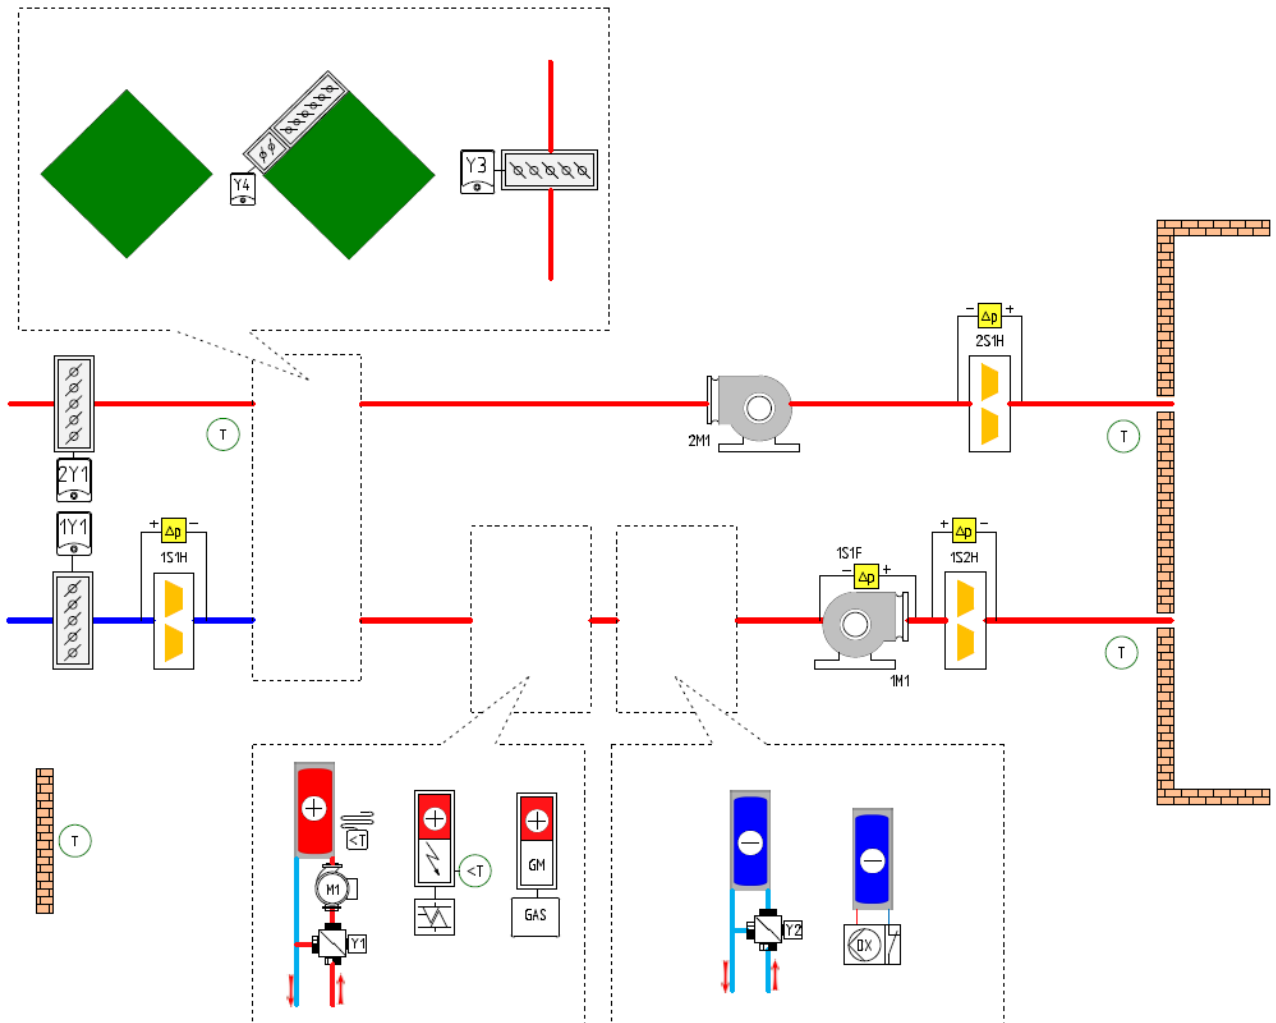 Y4
Y3
- Δp +
2S1H
T
2M1
T
2Y1
1Y1
+ Δp -
1S1H
1S1F
- Δp +
+ Δp -
1S2H
1M1
T
T
<T
M1
Y1
<T
GM
GAS
Y2
DX